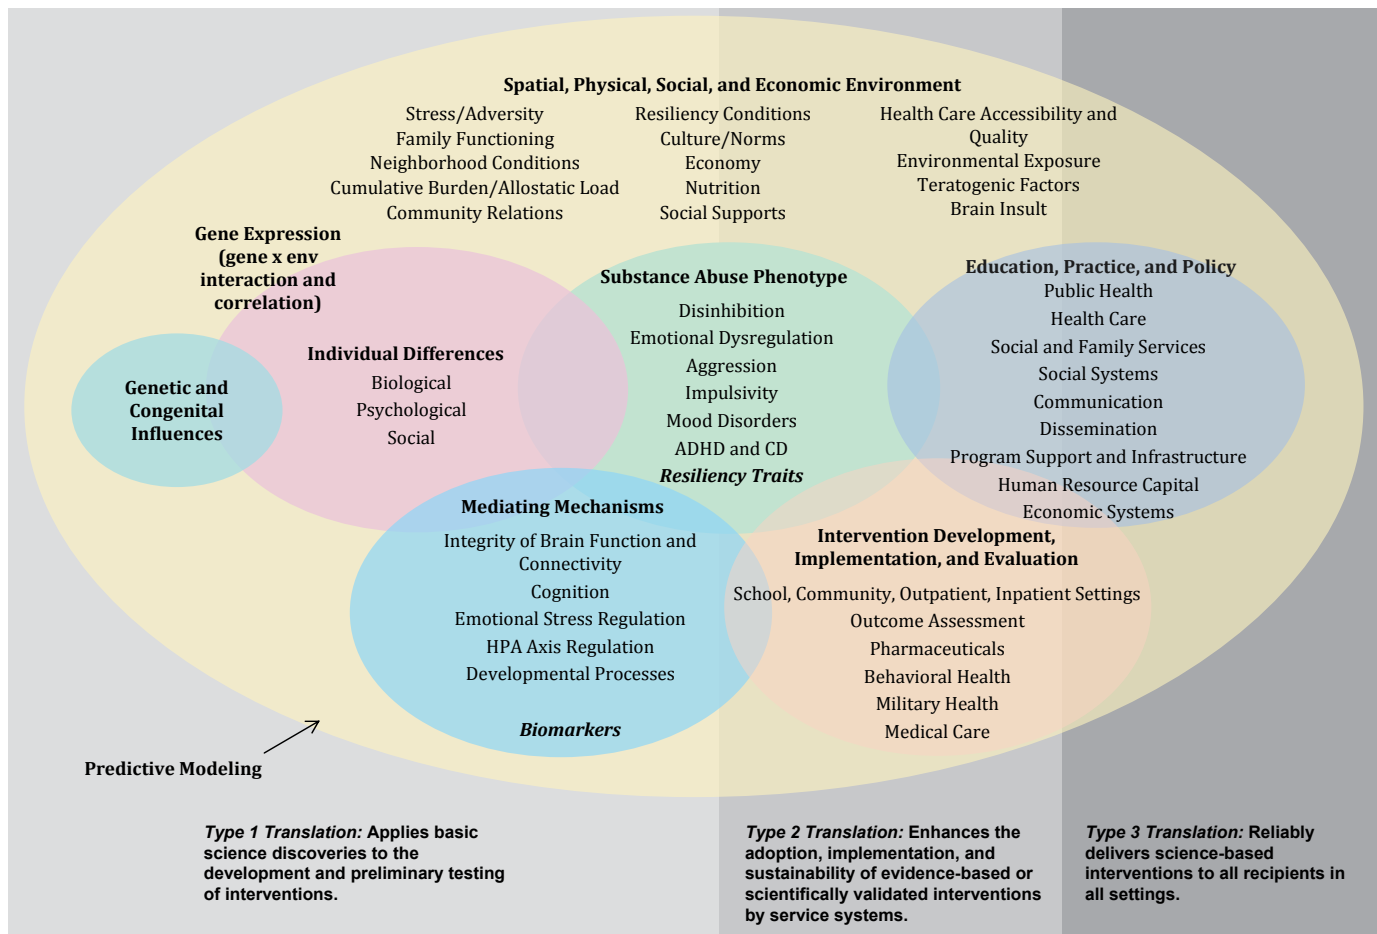 Spatial, Physical, Social, and Economic Environment
Stress/Adversity
Family Functioning
Neighborhood Conditions
Cumulative Burden/Allostatic Load
Community Relations
Resiliency Conditions
Culture/Norms
Economy
Nutrition
Social Supports
Health Care Accessibility and
Quality
Environmental Exposure
Teratogenic Factors
Brain Insult
Gene Expression
(gene x env
interaction and
correlation)
Genetic and
Congenital
Influences
Individual Differences
Biological
Psychological
Social
Substance Abuse Phenotype
Disinhibition
Emotional Dysregulation
Aggression
Impulsivity
Mood Disorders
ADHD and CD
Resiliency Traits
Education, Practice, and Policy
Public Health
Health Care
Social and Family Services
Social Systems
Communication
Dissemination
Program Support and Infrastructure
Human Resource Capital
Economic Systems
Mediating Mechanisms
Integrity of Brain Function and
Connectivity
Cognition
Emotional Stress Regulation
HPA Axis Regulation
Developmental Processes
Biomarkers
Intervention Development,
Implementation, and Evaluation
School, Community, Outpatient, Inpatient Settings
Outcome Assessment
Pharmaceuticals
Behavioral Health
Military Health
Medical Care
Predictive Modeling
Type 1 Translation: Applies basic
science discoveries to the
development and preliminary testing
of interventions.
Type 2 Translation: Enhances the
adoption, implementation, and
sustainability of evidence-based or
scientifically validated interventions
by service systems.
Type 3 Translation: Reliably
delivers science-based
interventions to all recipients in
all settings.